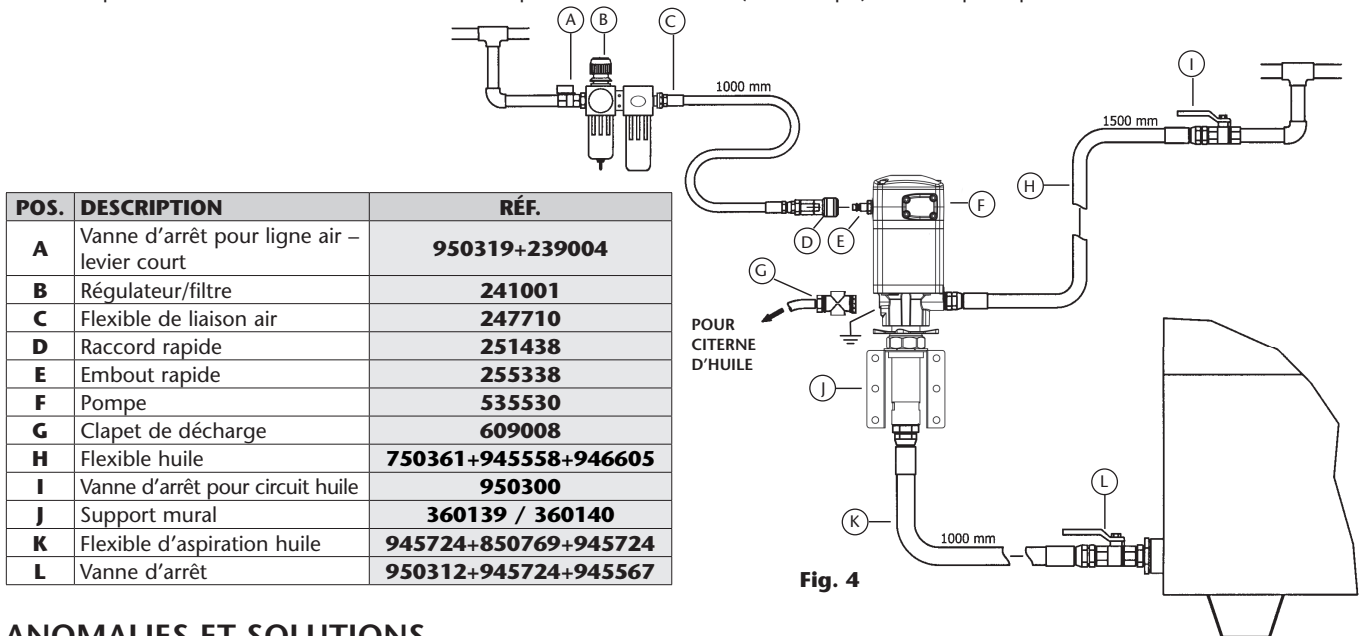 A
B
C
1000 mm
I
1500 mm
H
F
D
E
G
POUR
CITERNE
D'HUILE
J
L
K
1000 mm
Fig. 4
POS. DESCRIPTION RÉF.
A Vanne d'arrêt pour ligne air – levier court 950319+239004
B Régulateur/filtre 241001
C Flexible de liaison air 247710
D Raccord rapide 251438
E Embout rapide 255338
F Pompe 535530
G Clapet de décharge 609008
H Flexible huile 750361+945558+946605
I Vanne d'arrêt pour circuit huile 950300
J Support mural 360139 / 360140
K Flexible d'aspiration huile 945724+850769+945724
L Vanne d'arrêt 950312+945724+945567